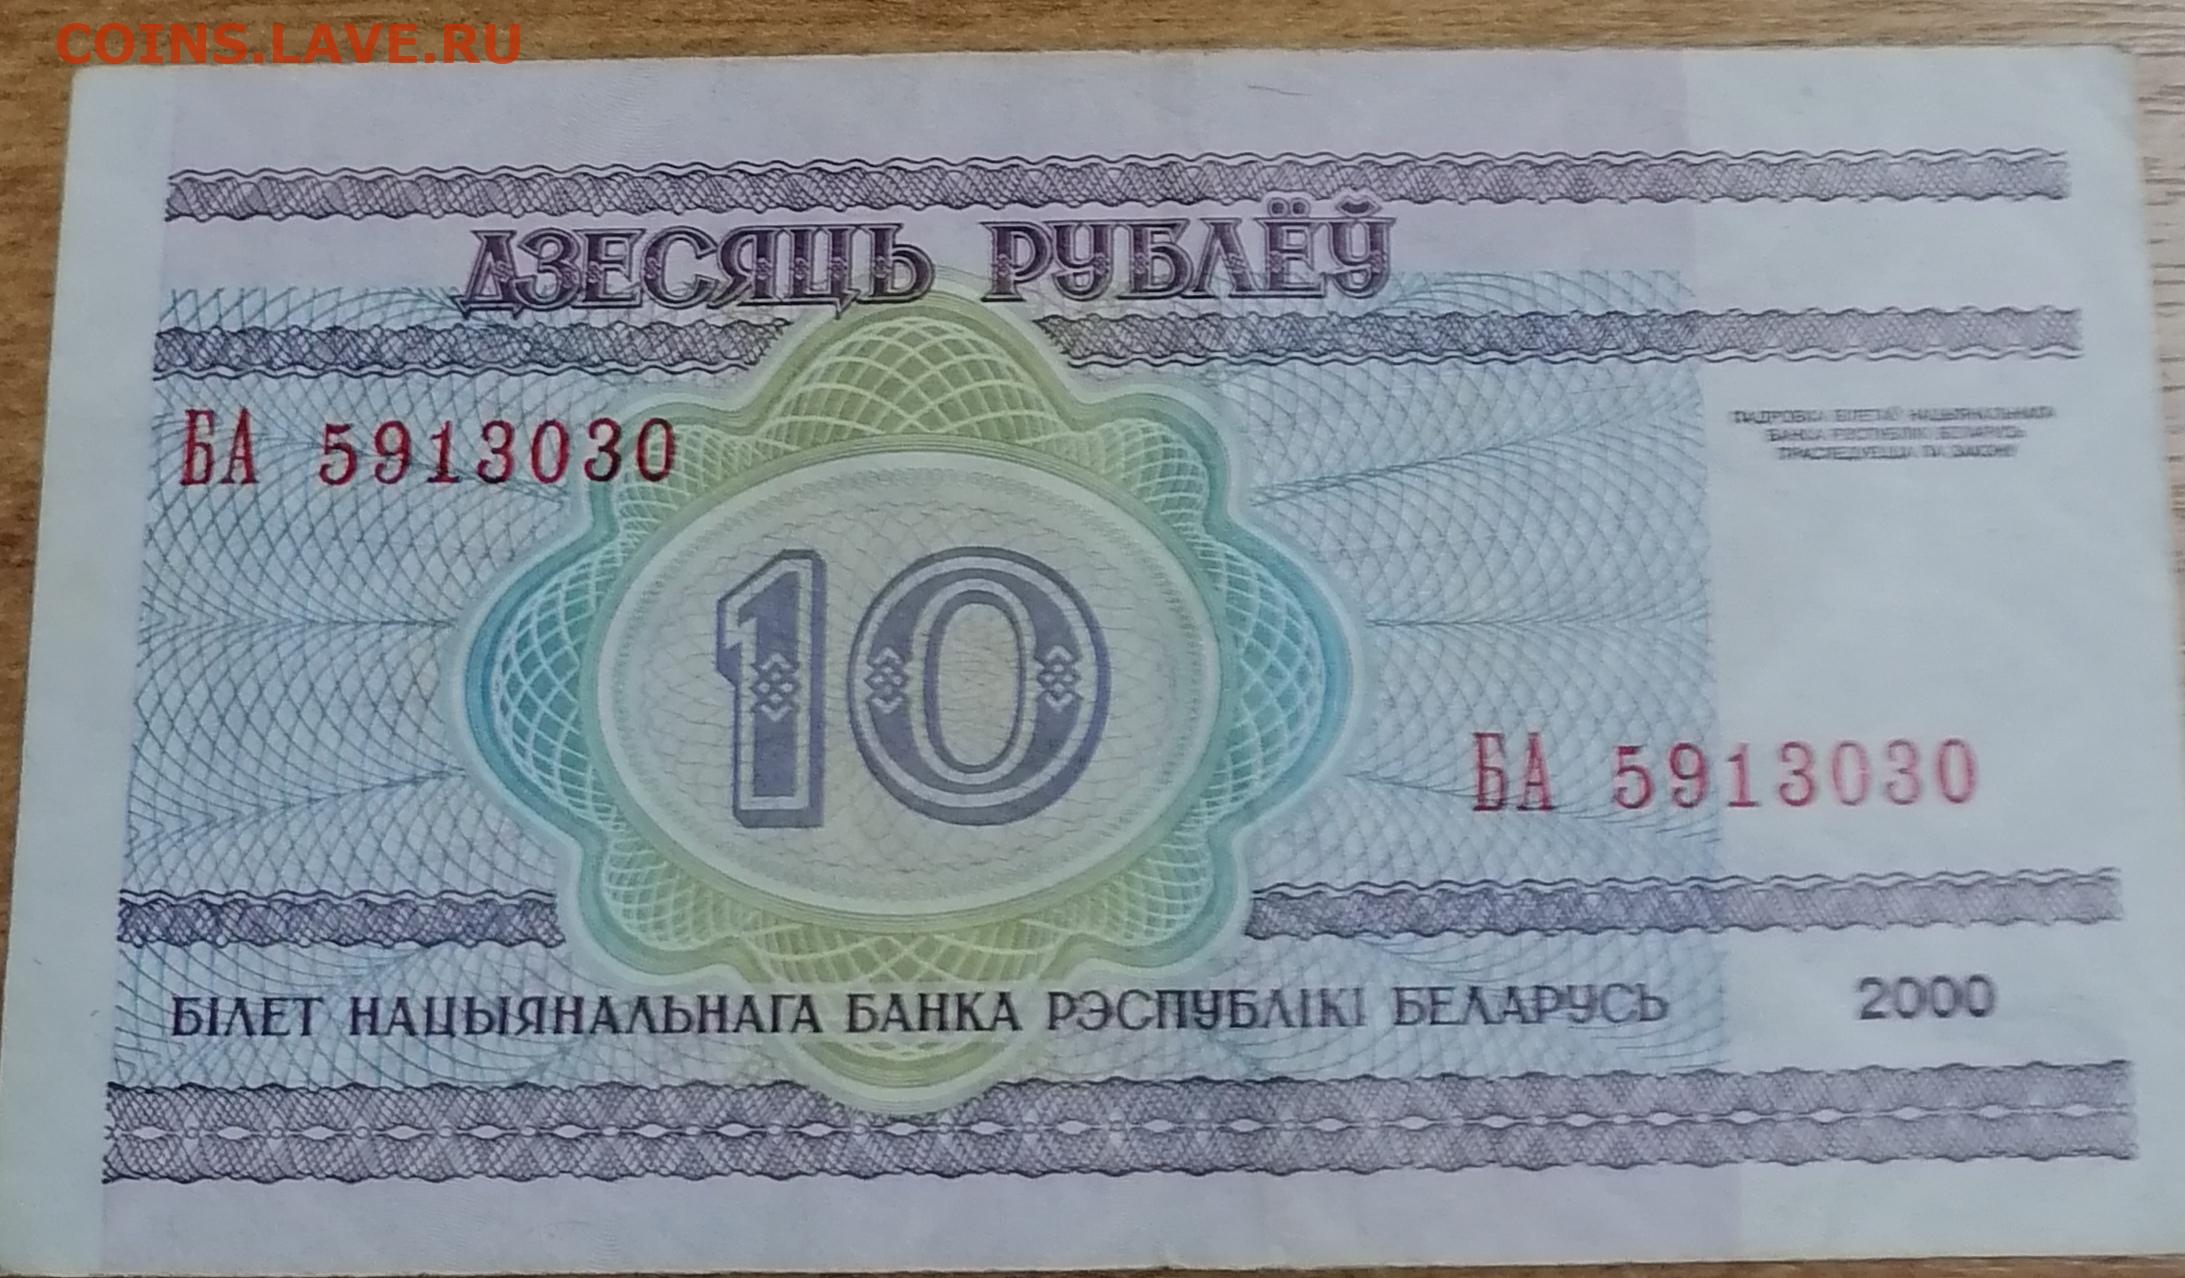 COINS.LAVE.RU
ДЗЕСЯЦЬ РУБЛЁЎ
БА 5913030
ПАДРОБКА БІЛЕТАЎ НАЦЫЯНАЛЬНАГА
БАНКА РЭСПУБЛІКІ БЕЛАРУСЬ
ПРАСЛЕДУЕЦЦА ПА ЗАКОНУ
10
БА 5913030
БІЛЕТ НАЦЫЯНАЛЬНАГА БАНКА РЭСПУБЛІКІ БЕЛАРУСЬ
2000